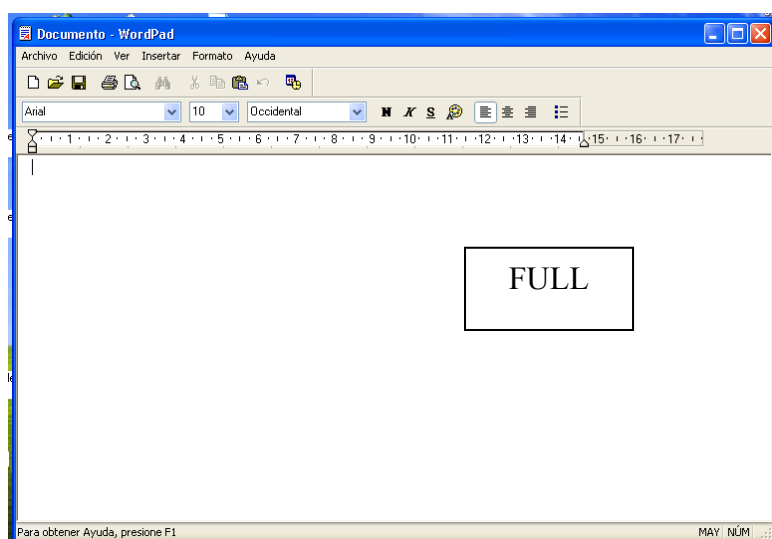 Documento - WordPad
Archivo Edición Ver Insertar Formato Ayuda
Arial 10 Occidental N K S
1 2 3 4 5 6 7 8 9 10 11 12 13 14 15 16 17
FULL
Para obtener Ayuda, presione F1 MAY NÚM